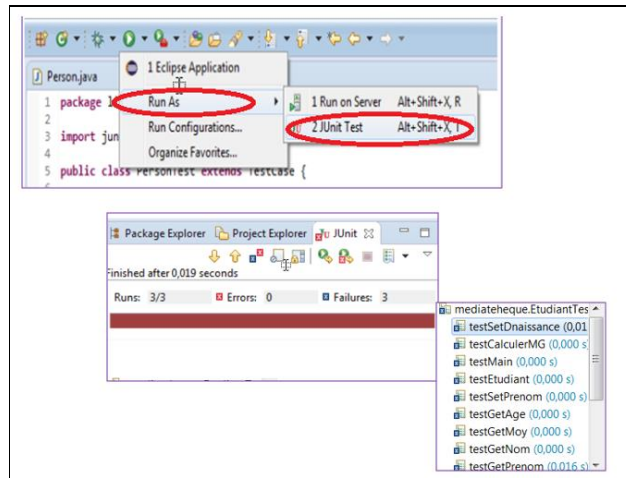 Person.java
1 Eclipse Application
Run As
Run Configurations...
Organize Favorites...
1 Run on Server Alt+Shift+X, R
2 JUnit Test Alt+Shift+X, T
1 package l
2
3 import jun
4
5 public class PersonTest extends TestCase {
Package Explorer Project Explorer JUnit
Finished after 0,019 seconds
Runs: 3/3 Errors: 0 Failures: 3
mediatheque.EtudiantTes
testSetDnaissance (0,01
testCalculerMG (0,000 s)
testMain (0,000 s)
testEtudiant (0,000 s)
testSetPrenom (0,000 s)
testGetAge (0,000 s)
testGetMoy (0,000 s)
testGetNom (0,000 s)
testGetPrenom (0,016 s)